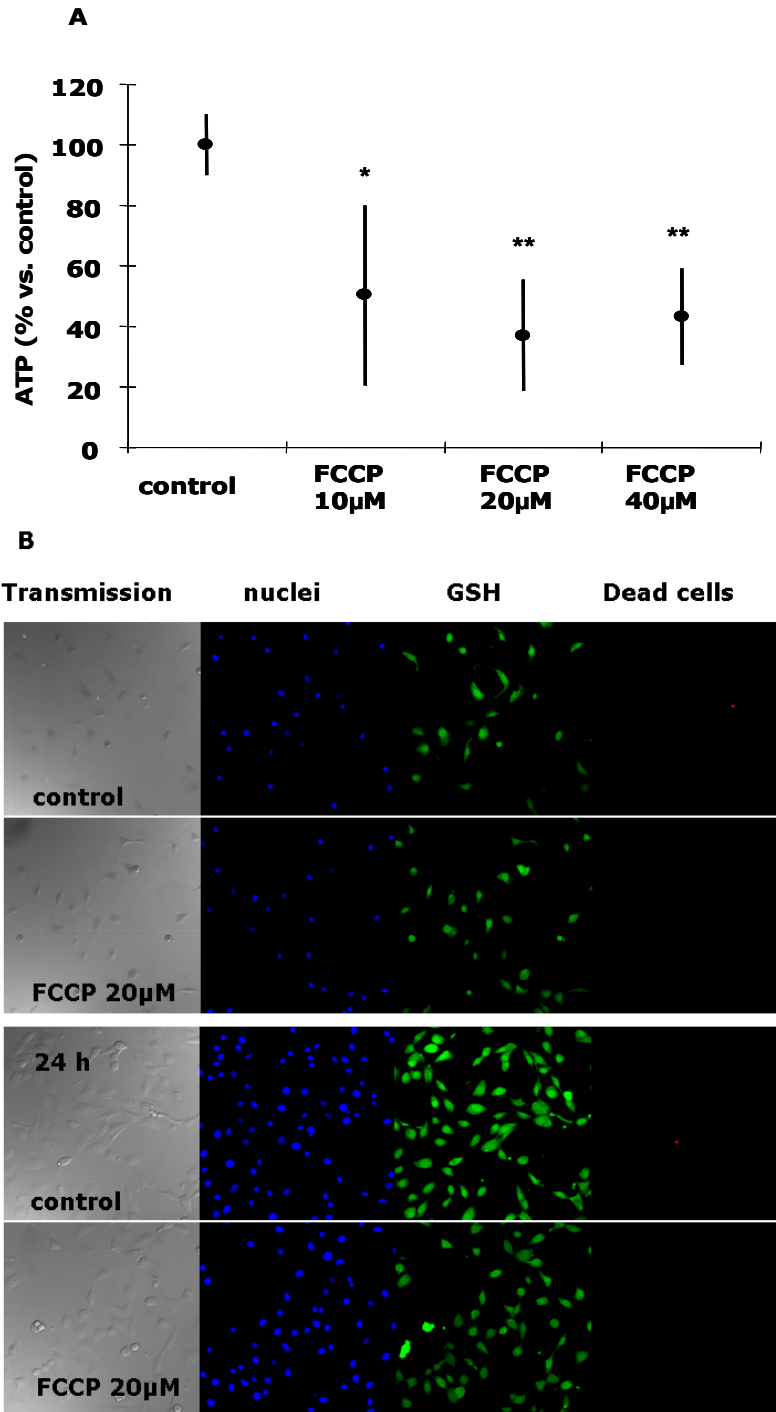 A
120
100
80
60
40
20
0
ATP (% vs. control)
*
**
**
control
FCCP
10µM
FCCP
20µM
FCCP
40µM
B
Transmission nuclei GSH Dead cells
control
FCCP 20µM
24 h
control
FCCP 20µM